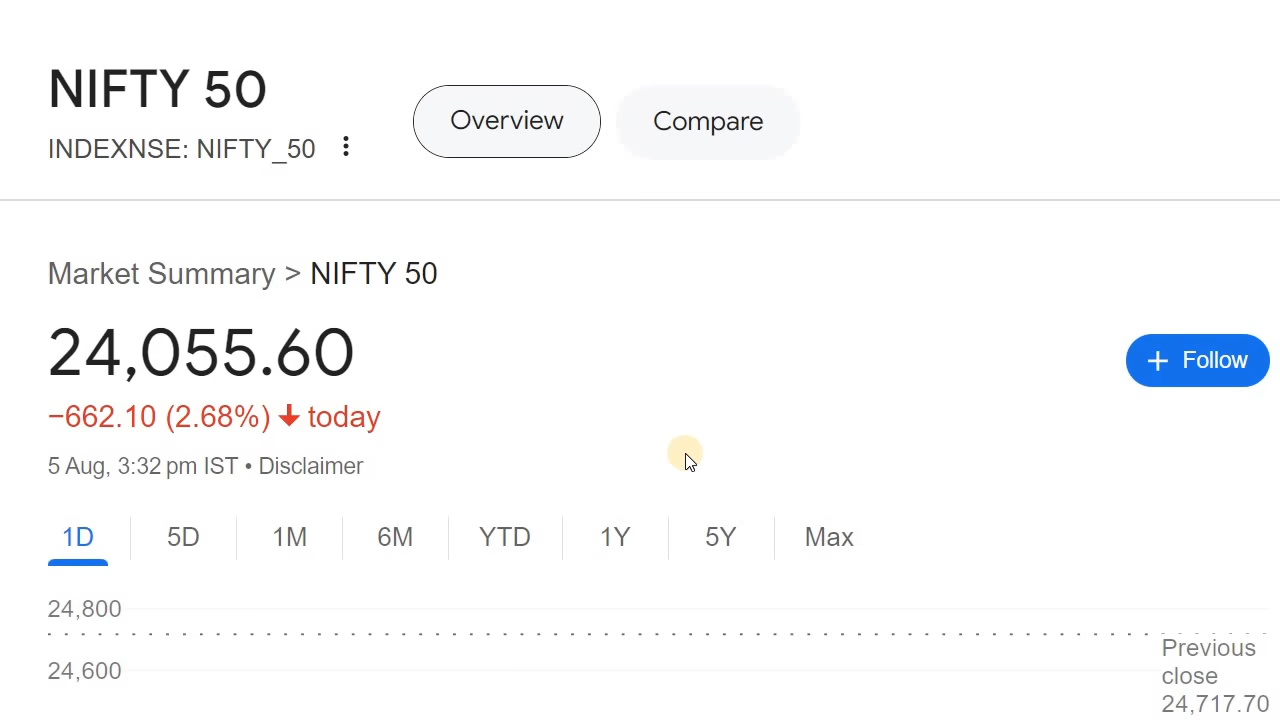 NIFTY 50
INDEXNSE: NIFTY_50
Overview
Compare
Market Summary > NIFTY 50
24,055.60
−662.10 (2.68%) ↓ today
5 Aug, 3:32 pm IST • Disclaimer
+ Follow
1D 5D 1M 6M YTD 1Y 5Y Max
24,800
24,600
Previous
close
24,717.70